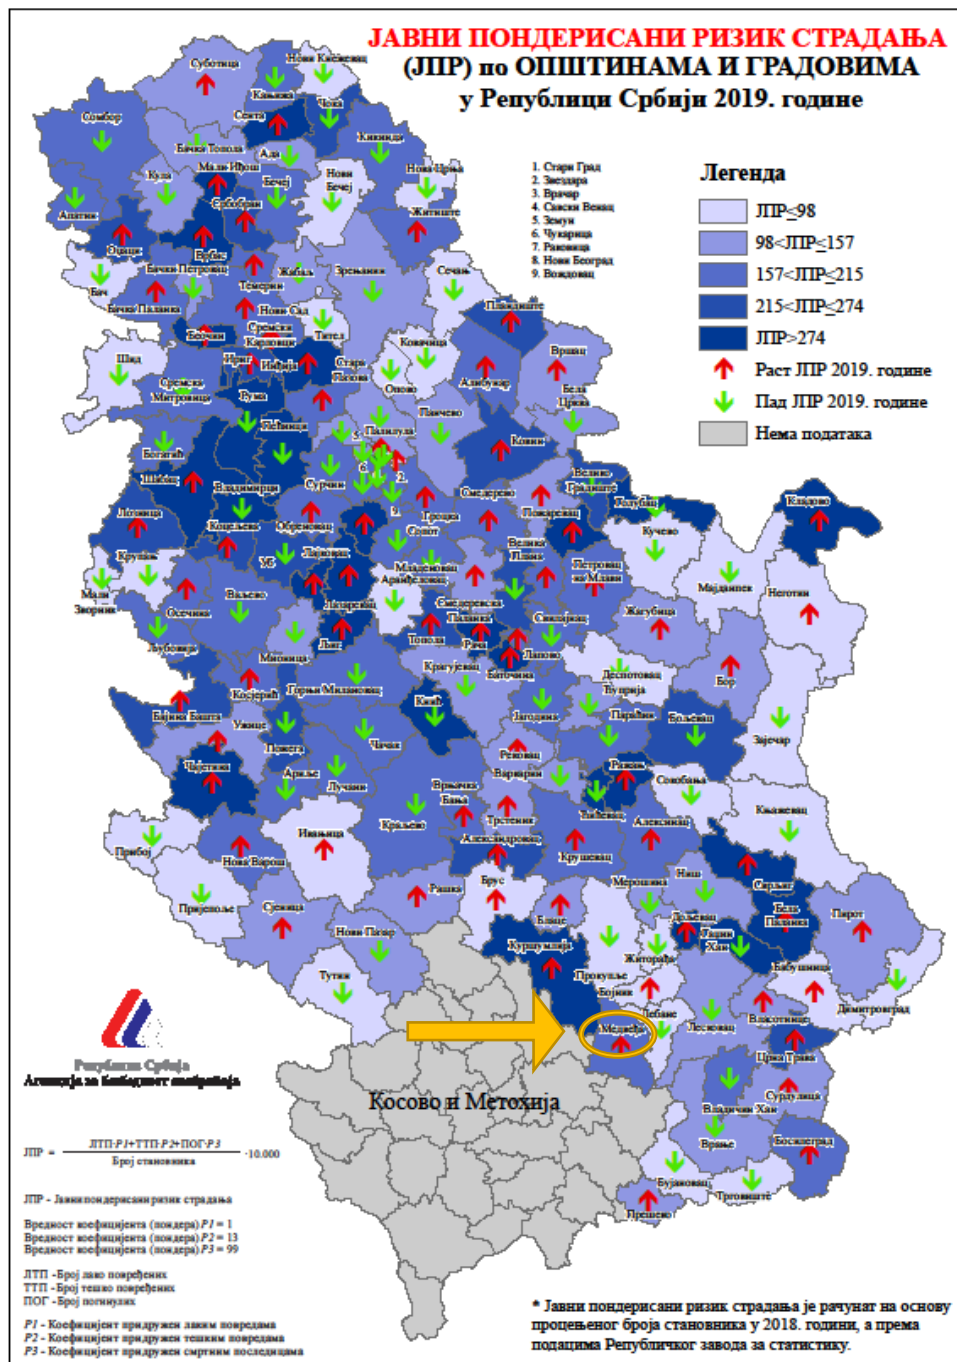 ЈАВНИ ПОНДЕРИСАНИ РИЗИК СТРАДАЊА
(ЈПР) по ОПШТИНАМА И ГРАДОВИМА
у Републици Србији 2019. године
1. Стари Град
2. Звездара
3. Врачар
4. Савски Венац
5. Земун
6. Чукарица
7. Раковица
8. Нови Београд
9. Вождовац
Легенда
ЈПР≤98
98<ЈПР≤157
157<ЈПР≤215
215<ЈПР≤274
ЈПР>274
Раст ЈПР 2019. године
Пад ЈПР 2019. године
Нема података
Суботица
Нови Кнежевац
Кањижа
Чока
Сента
Сомбор
Бачка Топола
Ада
Кикинда
Мали Иђош
Кула
Бечеј
Нови
Бечеј
Нова Црња
Апатин
Србобран
Житиште
Оџаци
Врбас
Бач
Бачки Петровац
Темерин
Жабаљ
Зрењанин
Сечањ
Бачка Паланка
Нови Сад
Пландиште
Беочин
Сремски
Карловци
Тител
Ковачица
Вршац
Шид
Ириг
Инђија
Стара
Пазова
Опово
Алибунар
Бела
Црква
Сремска
Митровица
Рума
Панчево
Пећинци
Палилула
5.
Ковин
Богатић
6.
2.
Велико
Градиште
Шабац
Владимирци
Сурчин
Смедерево
Голубац
Кладово
9.
Лозница
Коцељева
Обреновац
Гроцка
Пожаревац
Кучево
Сопот
Велика
Плана
Крупањ
УБ
Лајковац
Младеновац
Петровац
на Млави
Мајданпек
Неготин
Мали
Зворник
Осечина
Ваљево
Лазаревац
Аранђеловац
Смедеревска
Паланка
Свилајнац
Жагубица
Љубовија
Мионица
Љиг
Топола
Рача
Лапово
Баточина
Деспотовац
Бор
Косјерић
Горњи Милановац
Крагујевац
Ћуприја
Бајина Башта
Кнић
Јагодина
Параћин
Бољевац
Зајечар
Ужице
Пожега
Чачак
Рековац
Чајетина
Ариље
Лучани
Варварин
Ражањ
Сокобања
Врњачка
Бања
Ћићевац
Књажевац
Краљево
Трстеник
Алексинац
Прибој
Ивањица
Александровац
Крушевац
Нова Варош
Пријепоље
Сјеница
Рашка
Брус
Блаце
Мерошина
Ниш
Сврљиг
Бела
Паланка
Пирот
Дољевац
Гаџин
Хан
Нови Пазар
Куршумлија
Житорађа
Тутин
Прокупље
Бојник
Бабушница
Димитровград
Лебане
Медвеђа
Лесковац
Власотинце
Црна Трава
Косово и Метохија
Владичин Хан
Сурдулица
Врање
Босилеград
Бујановац
Трговиште
Прешево
Република Србија
Агенција за безбедност саобраћаја
ЈПР = ЛТП·P1+ТТП·P2+ПОГ·P3
Број становника
·10.000
ЈПР - Јавни пондерисани ризик страдања
Вредност коефицијента (пондера) P1 = 1
Вредност коефицијента (пондера) P2 = 13
Вредност коефицијента (пондера) P3 = 99
ЛТП - Број лако повређених
ТТП - Број тешко повређених
ПОГ - Број погинулих
P1 - Коефицијент придружен лаким повредама
P2 - Коефицијент придружен тешким повредама
P3 - Коефицијент придружен смртним последицама
* Јавни пондерисани ризик страдања је рачунат на основу
процењеног броја становника у 2018. години, а према
подацима Републичког завода за статистику.